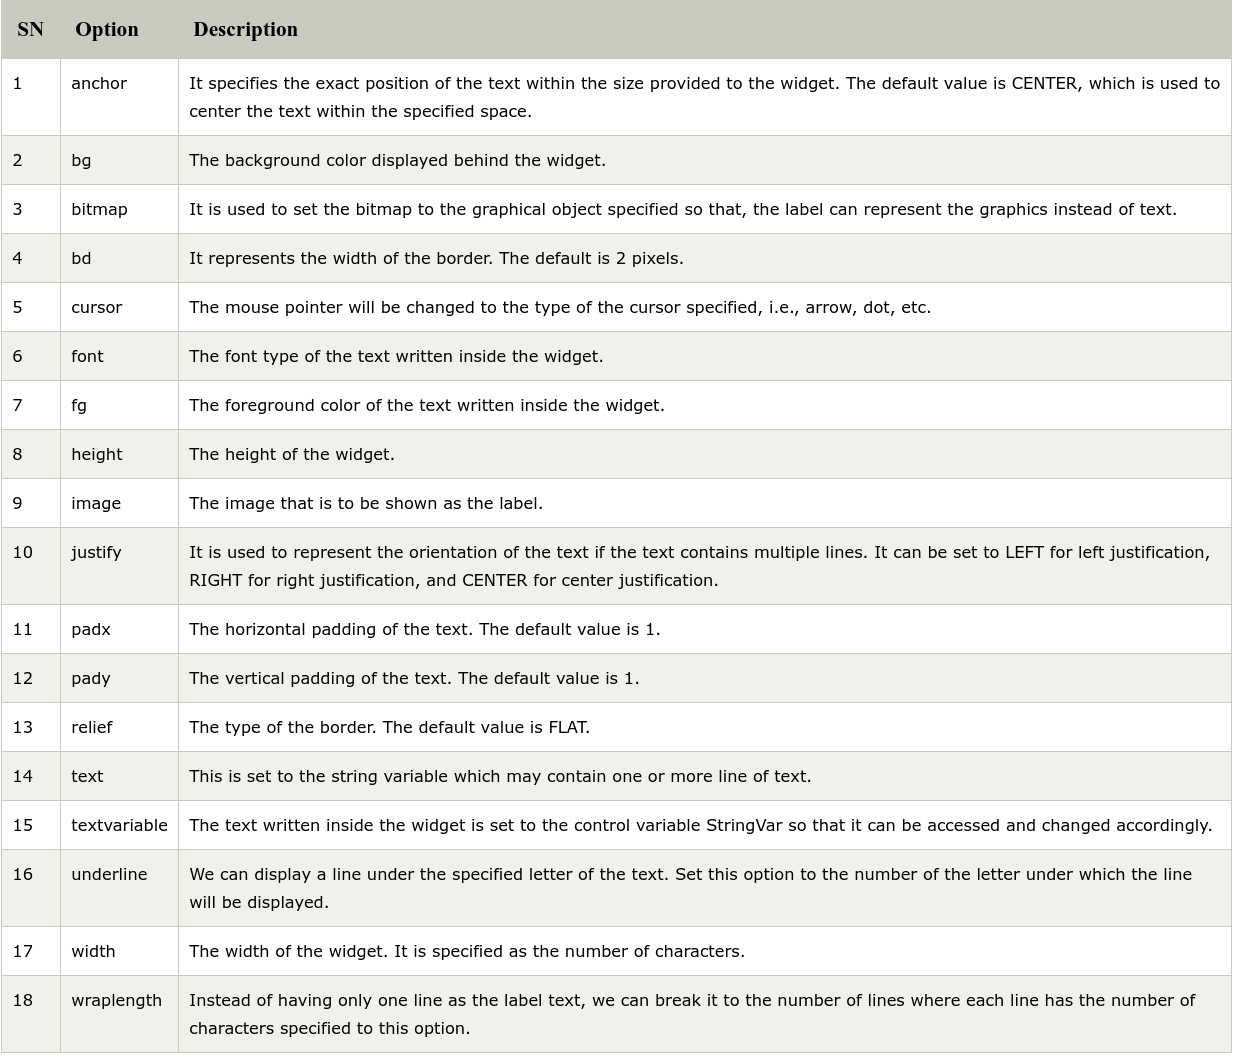 SN Option Description
1 anchor It specifies the exact position of the text within the size provided to the widget. The default value is CENTER, which is used to
center the text within the specified space.
2 bg The background color displayed behind the widget.
3 bitmap It is used to set the bitmap to the graphical object specified so that, the label can represent the graphics instead of text.
4 bd It represents the width of the border. The default is 2 pixels.
5 cursor The mouse pointer will be changed to the type of the cursor specified, i.e., arrow, dot, etc.
6 font The font type of the text written inside the widget.
7 fg The foreground color of the text written inside the widget.
8 height The height of the widget.
9 image The image that is to be shown as the label.
10 justify It is used to represent the orientation of the text if the text contains multiple lines. It can be set to LEFT for left justification,
RIGHT for right justification, and CENTER for center justification.
11 padx The horizontal padding of the text. The default value is 1.
12 pady The vertical padding of the text. The default value is 1.
13 relief The type of the border. The default value is FLAT.
14 text This is set to the string variable which may contain one or more line of text.
15 textvariable The text written inside the widget is set to the control variable StringVar so that it can be accessed and changed accordingly.
16 underline We can display a line under the specified letter of the text. Set this option to the number of the letter under which the line
will be displayed.
17 width The width of the widget. It is specified as the number of characters.
18 wraplength Instead of having only one line as the label text, we can break it to the number of lines where each line has the number of
characters specified to this option.